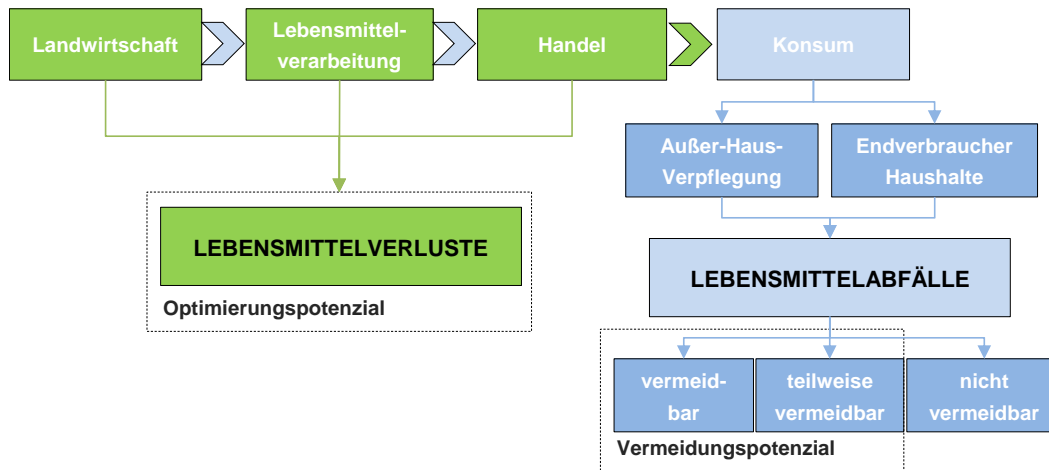 Landwirtschaft
Lebensmittel-
verarbeitung
Handel
Konsum
Außer-Haus-
Verpflegung
Endverbraucher
Haushalte
LEBENSMITTELVERLUSTE
Optimierungspotenzial
LEBENSMITTELABFÄLLE
vermeid-
bar
teilweise
vermeidbar
nicht
vermeidbar
Vermeidungspotenzial